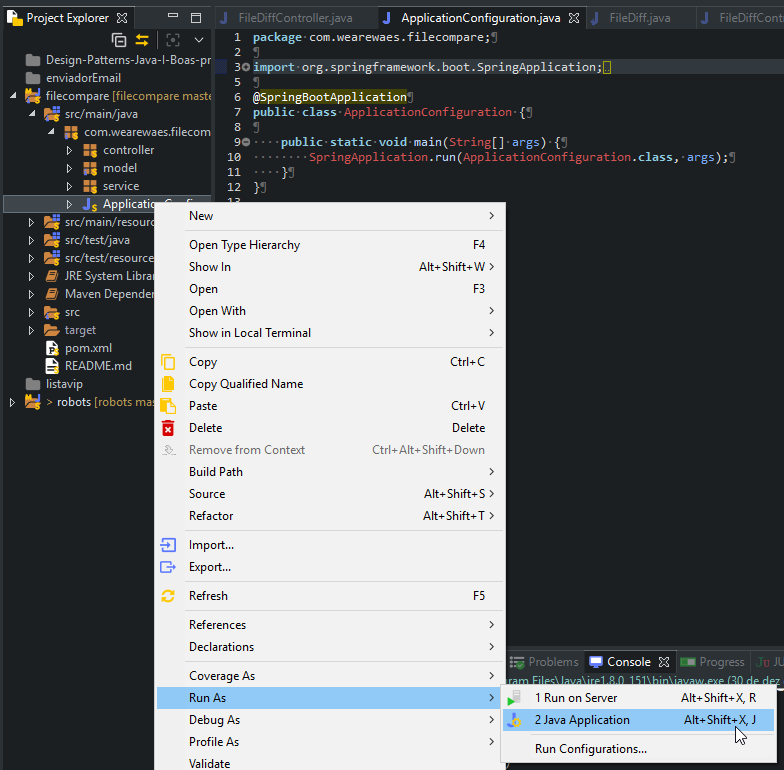 Project Explorer
FileDiffController.java
ApplicationConfiguration.java
FileDiff.java
FileDiffCont
Design-Patterns-Java-I-Boas-pr
enviadorEmail
filecompare [filecompare maste
src/main/java
com.wearewaes.filecom
controller
model
service
Application
src/main/resourc
src/test/java
src/test/resource
JRE System Librar
Maven Dependen
src
target
pom.xml
README.md
listavip
> robots [robots mas
1 package com.wearewaes.filecompare;¶
2 ¶
3 import org.springframework.boot.SpringApplication;
5 ¶
6 @SpringBootApplication¶
7 public class ApplicationConfiguration {¶
8 ¶
9 ····public static void main(String[] args) {¶
10 ········SpringApplication.run(ApplicationConfiguration.class, args);¶
11 ····}¶
12 }¶
13
New
Open Type Hierarchy F4
Show In Alt+Shift+W >
Open F3
Open With
Show in Local Terminal
Copy Ctrl+C
Copy Qualified Name
Paste Ctrl+V
Delete Delete
Remove from Context Ctrl+Alt+Shift+Down
Build Path
Source Alt+Shift+S >
Refactor Alt+Shift+T >
Import...
Export...
Refresh F5
References
Declarations
Coverage As
Run As
Debug As
Profile As
Validate
Problems
Console
Progress
JU
gram Files\Java\jre1.8.0_151\bin\javaw.exe (30 de dez
1 Run on Server Alt+Shift+X, R
2 Java Application Alt+Shift+X, J
Run Configurations...